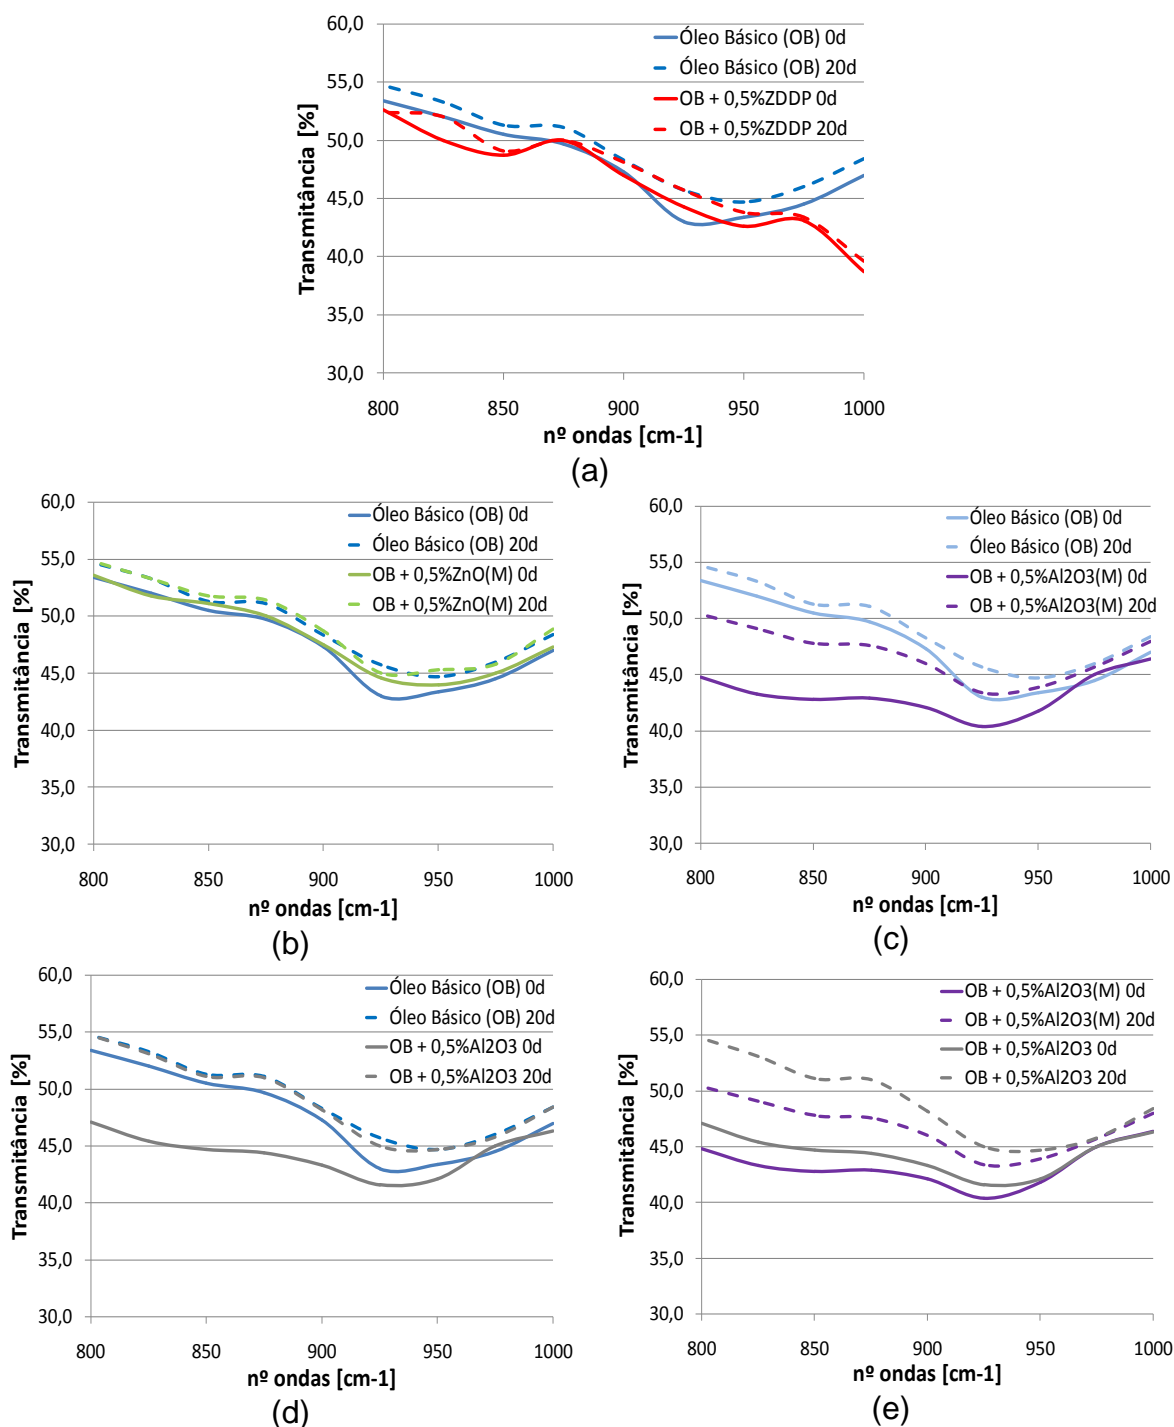 60,0
55,0
50,0
45,0
40,0
35,0
30,0
Transmitância [%]
Óleo Básico (OB) 0d
Óleo Básico (OB) 20d
OB + 0,5%ZDDP 0d
OB + 0,5%ZDDP 20d
800 850 900 950 1000
nº ondas [cm-1]
(a)
60,0
55,0
50,0
45,0
40,0
35,0
30,0
Transmitância [%]
Óleo Básico (OB) 0d
Óleo Básico (OB) 20d
OB + 0,5%ZnO(M) 0d
OB + 0,5%ZnO(M) 20d
800 850 900 950 1000
nº ondas [cm-1]
(b)
60,0
55,0
50,0
45,0
40,0
35,0
30,0
Transmitância [%]
Óleo Básico (OB) 0d
Óleo Básico (OB) 20d
OB + 0,5%Al2O3(M) 0d
OB + 0,5%Al2O3(M) 20d
800 850 900 950 1000
nº ondas [cm-1]
(c)
60,0
55,0
50,0
45,0
40,0
35,0
30,0
Transmitância [%]
Óleo Básico (OB) 0d
Óleo Básico (OB) 20d
OB + 0,5%Al2O3 0d
OB + 0,5%Al2O3 20d
800 850 900 950 1000
nº ondas [cm-1]
(d)
60,0
55,0
50,0
45,0
40,0
35,0
30,0
Transmitância [%]
OB + 0,5%Al2O3(M) 0d
OB + 0,5%Al2O3(M) 20d
OB + 0,5%Al2O3 0d
OB + 0,5%Al2O3 20d
800 850 900 950 1000
nº ondas [cm-1]
(e)